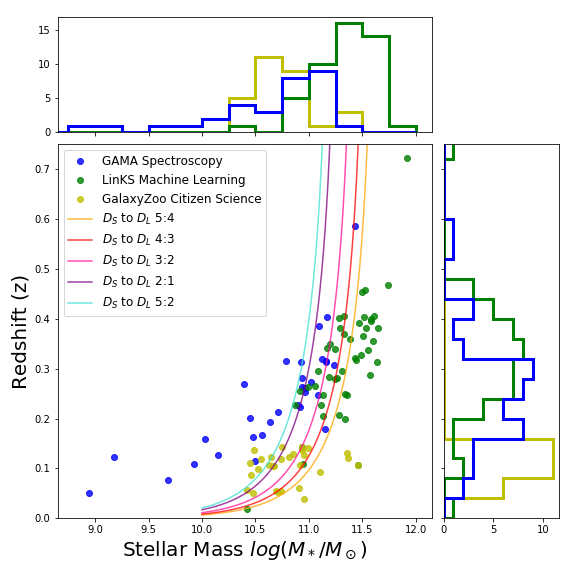 15
10
5
0
0.7
0.6
0.5
0.4
0.3
0.2
0.1
0.0
Redshift (z)
GAMA Spectroscopy
LinKS Machine Learning
GalaxyZoo Citizen Science
D_S to D_L 5:4
D_S to D_L 4:3
D_S to D_L 3:2
D_S to D_L 2:1
D_S to D_L 5:2
9.0 9.5 10.0 10.5 11.0 11.5 12.0
Stellar Mass log(M_*/M_⊙)
0 5 10